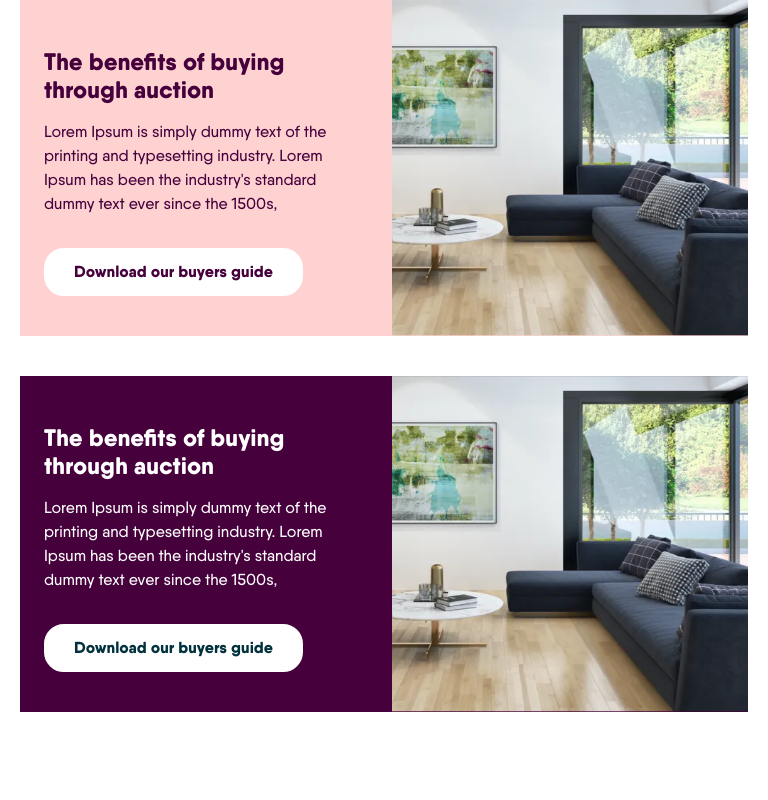 The benefits of buying
through auction
Lorem Ipsum is simply dummy text of the
printing and typesetting industry. Lorem
Ipsum has been the industry's standard
dummy text ever since the 1500s,
Download our buyers guide
The benefits of buying
through auction
Lorem Ipsum is simply dummy text of the
printing and typesetting industry. Lorem
Ipsum has been the industry's standard
dummy text ever since the 1500s,
Download our buyers guide